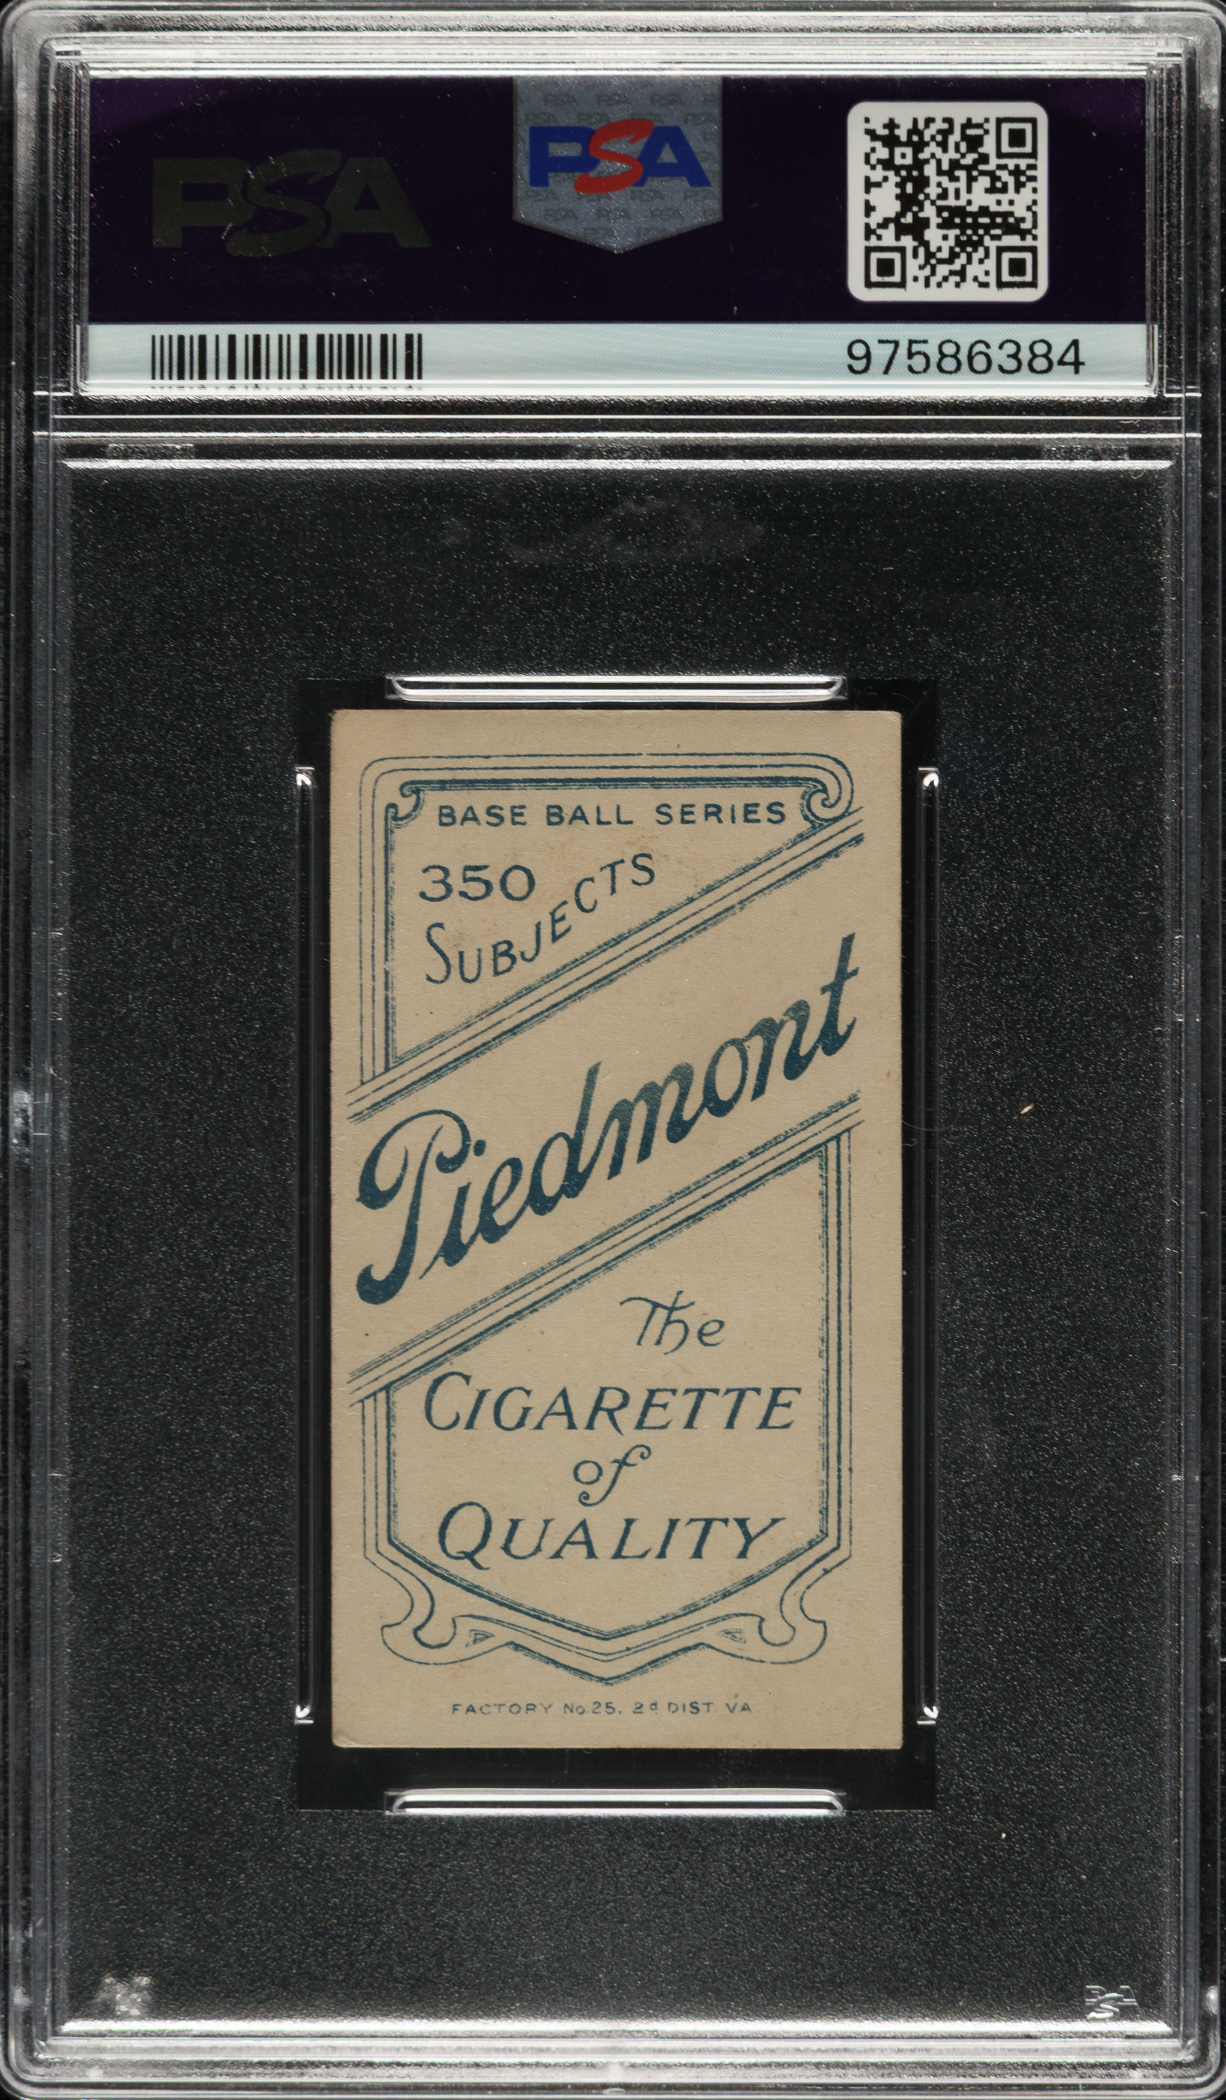 PSA
PSA
97586384
BASE BALL SERIES
350
SUBJECTS
Piedmont
The
CIGARETTE
of
QUALITY
FACTORY No. 25. 2d DIST. VA
PSA